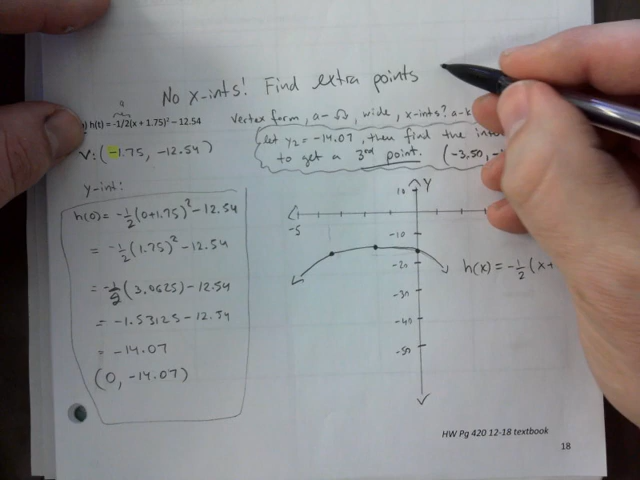 No x-ints! Find extra points
a
h(t) = -1/2(x + 1.75)² – 12.54
Vertex form, a- , wide, x-ints? a-k
V: (-1.75, -12.54)
let y₂ = -14.07, then find the
to get a 3rd point. (-3.50, -
y-int:
h(0) = -½(0+1.75)² - 12.54
= -½(1.75)² - 12.54
= -½(3.0625) - 12.54
= -1.53125 - 12.54
= -14.07
(0, -14.07)
Y
10
-5
-10
-20
-30
-40
-50
h(x) = -½(x+
HW Pg 420 12-18 textbook
18